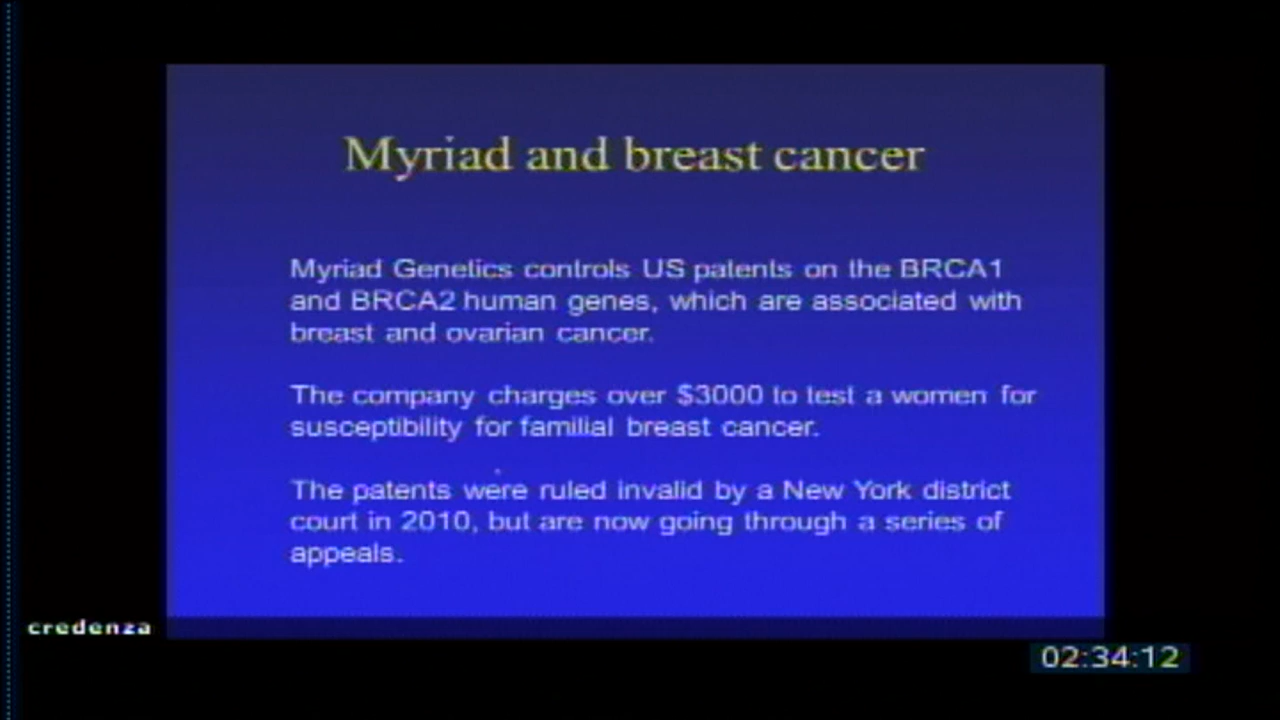 Myriad and breast cancer
Myriad Genetics controls US patents on the BRCA1
and BRCA2 human genes, which are associated with
breast and ovarian cancer.
The company charges over $3000 to test a women for
susceptibility for familial breast cancer.
The patents were ruled invalid by a New York district
court in 2010, but are now going through a series of
appeals.
credenza
02:34:12